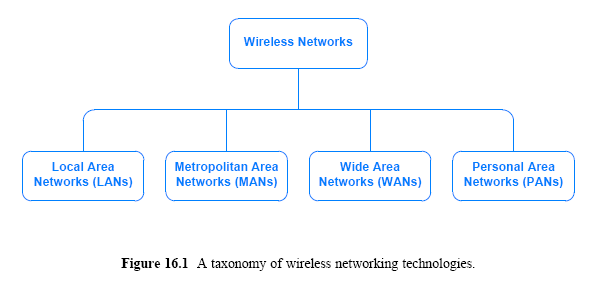 Wireless Networks
Local Area
Networks (LANs)
Metropolitan Area
Networks (MANs)
Wide Area
Networks (WANs)
Personal Area
Networks (PANs)
Figure 16.1 A taxonomy of wireless networking technologies.